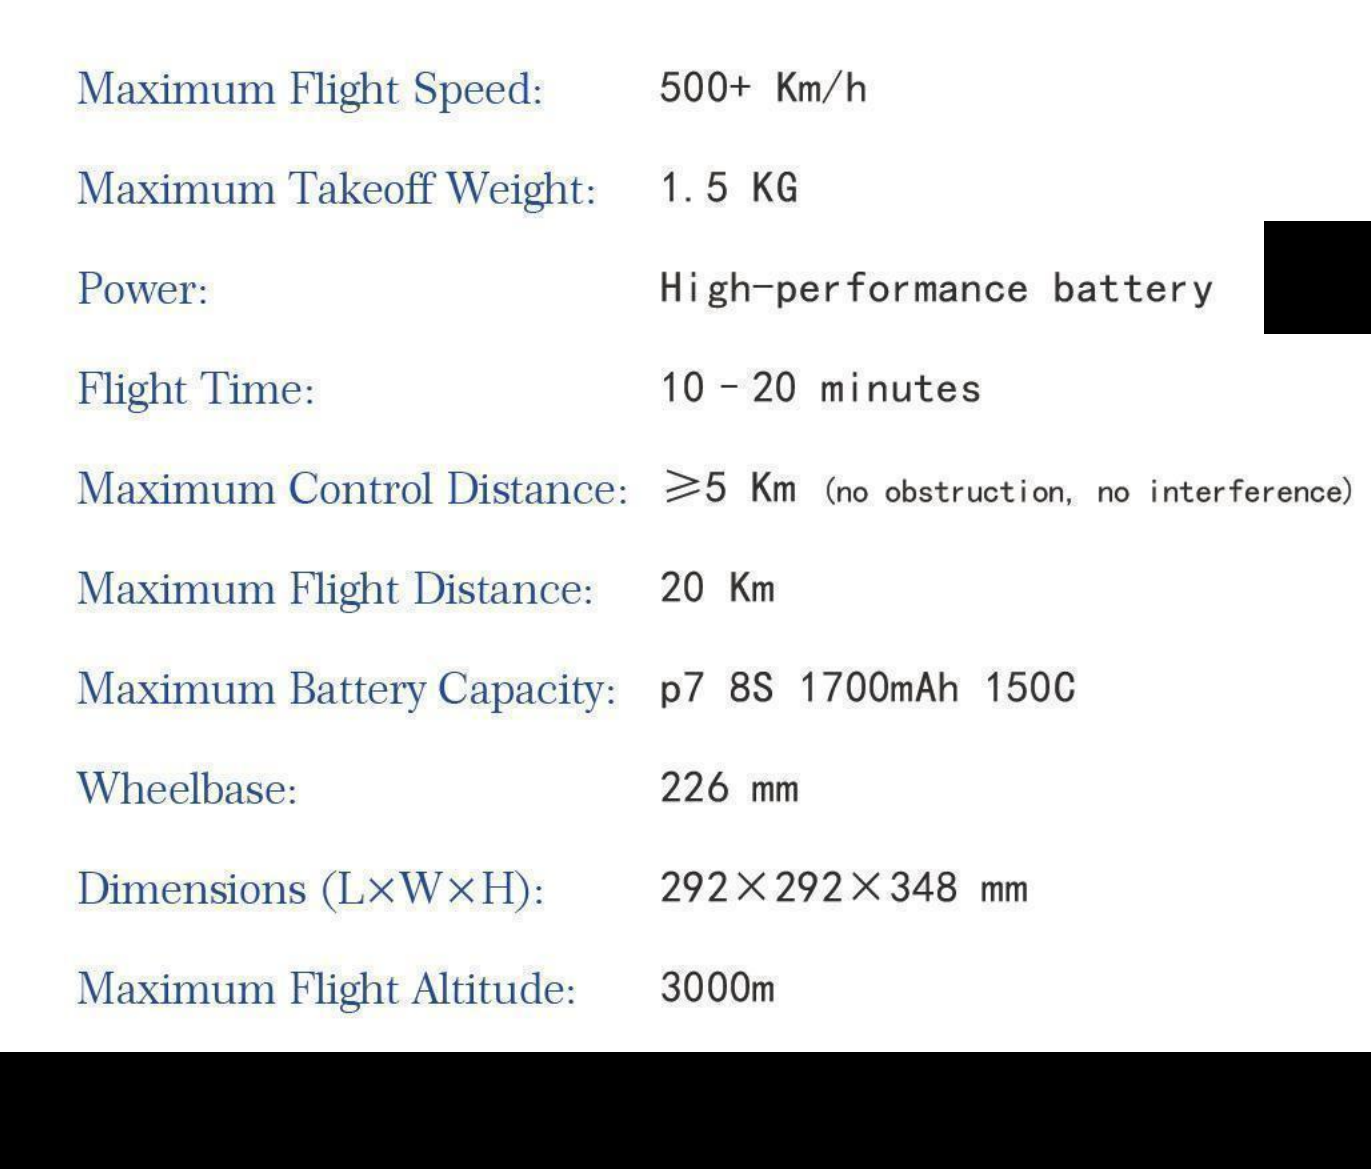 Maximum Flight Speed: 500+ Km/h
Maximum Takeoff Weight: 1.5 KG
Power: High-performance battery
Flight Time: 10-20 minutes
Maximum Control Distance: ≥5 Km (no obstruction, no interference)
Maximum Flight Distance: 20 Km
Maximum Battery Capacity: p7 8S 1700mAh 150C
Wheelbase: 226 mm
Dimensions (L×W×H): 292×292×348 mm
Maximum Flight Altitude: 3000m